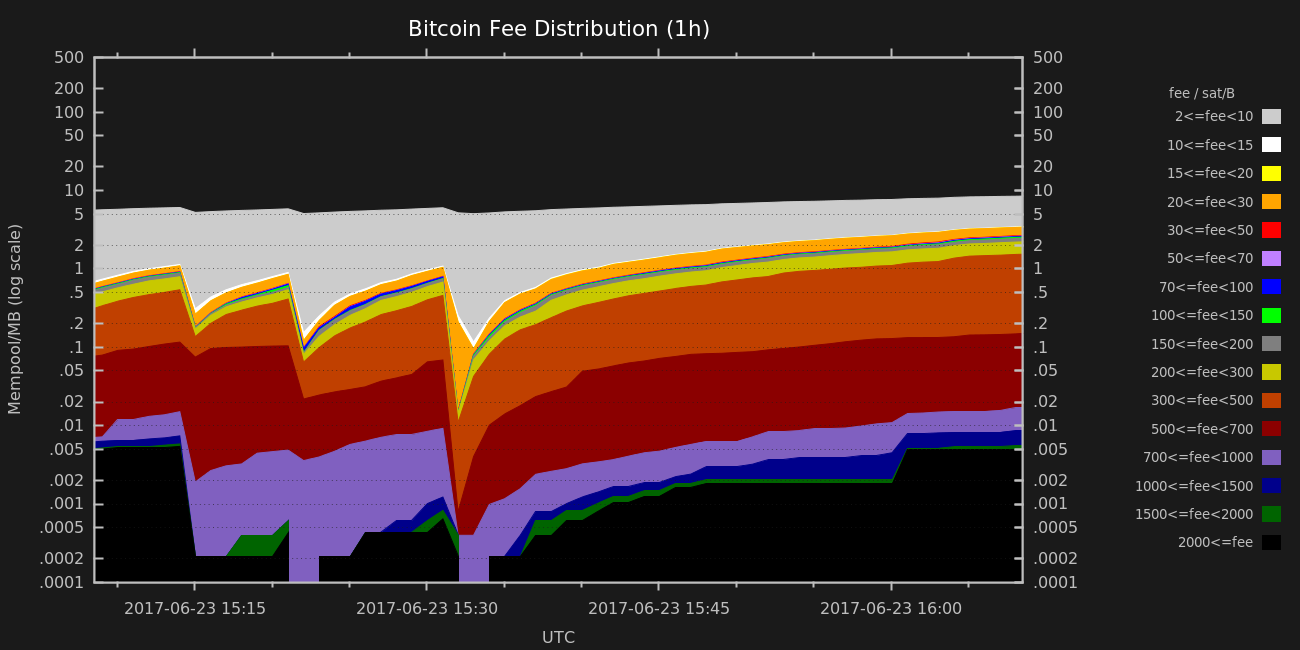 Bitcoin Fee Distribution (1h)
500 500
200 200
100 100
50 50
20 20
10 10
5 5
2 2
1 1
.5 .5
.2 .2
.1 .1
.05 .05
.02 .02
.01 .01
.005 .005
.002 .002
.001 .001
.0005 .0005
.0002 .0002
.0001 .0001
Mempool/MB (log scale)
2017-06-23 15:15 2017-06-23 15:30 2017-06-23 15:45 2017-06-23 16:00
UTC
fee / sat/B
2<=fee<10
10<=fee<15
15<=fee<20
20<=fee<30
30<=fee<50
50<=fee<70
70<=fee<100
100<=fee<150
150<=fee<200
200<=fee<300
300<=fee<500
500<=fee<700
700<=fee<1000
1000<=fee<1500
1500<=fee<2000
2000<=fee